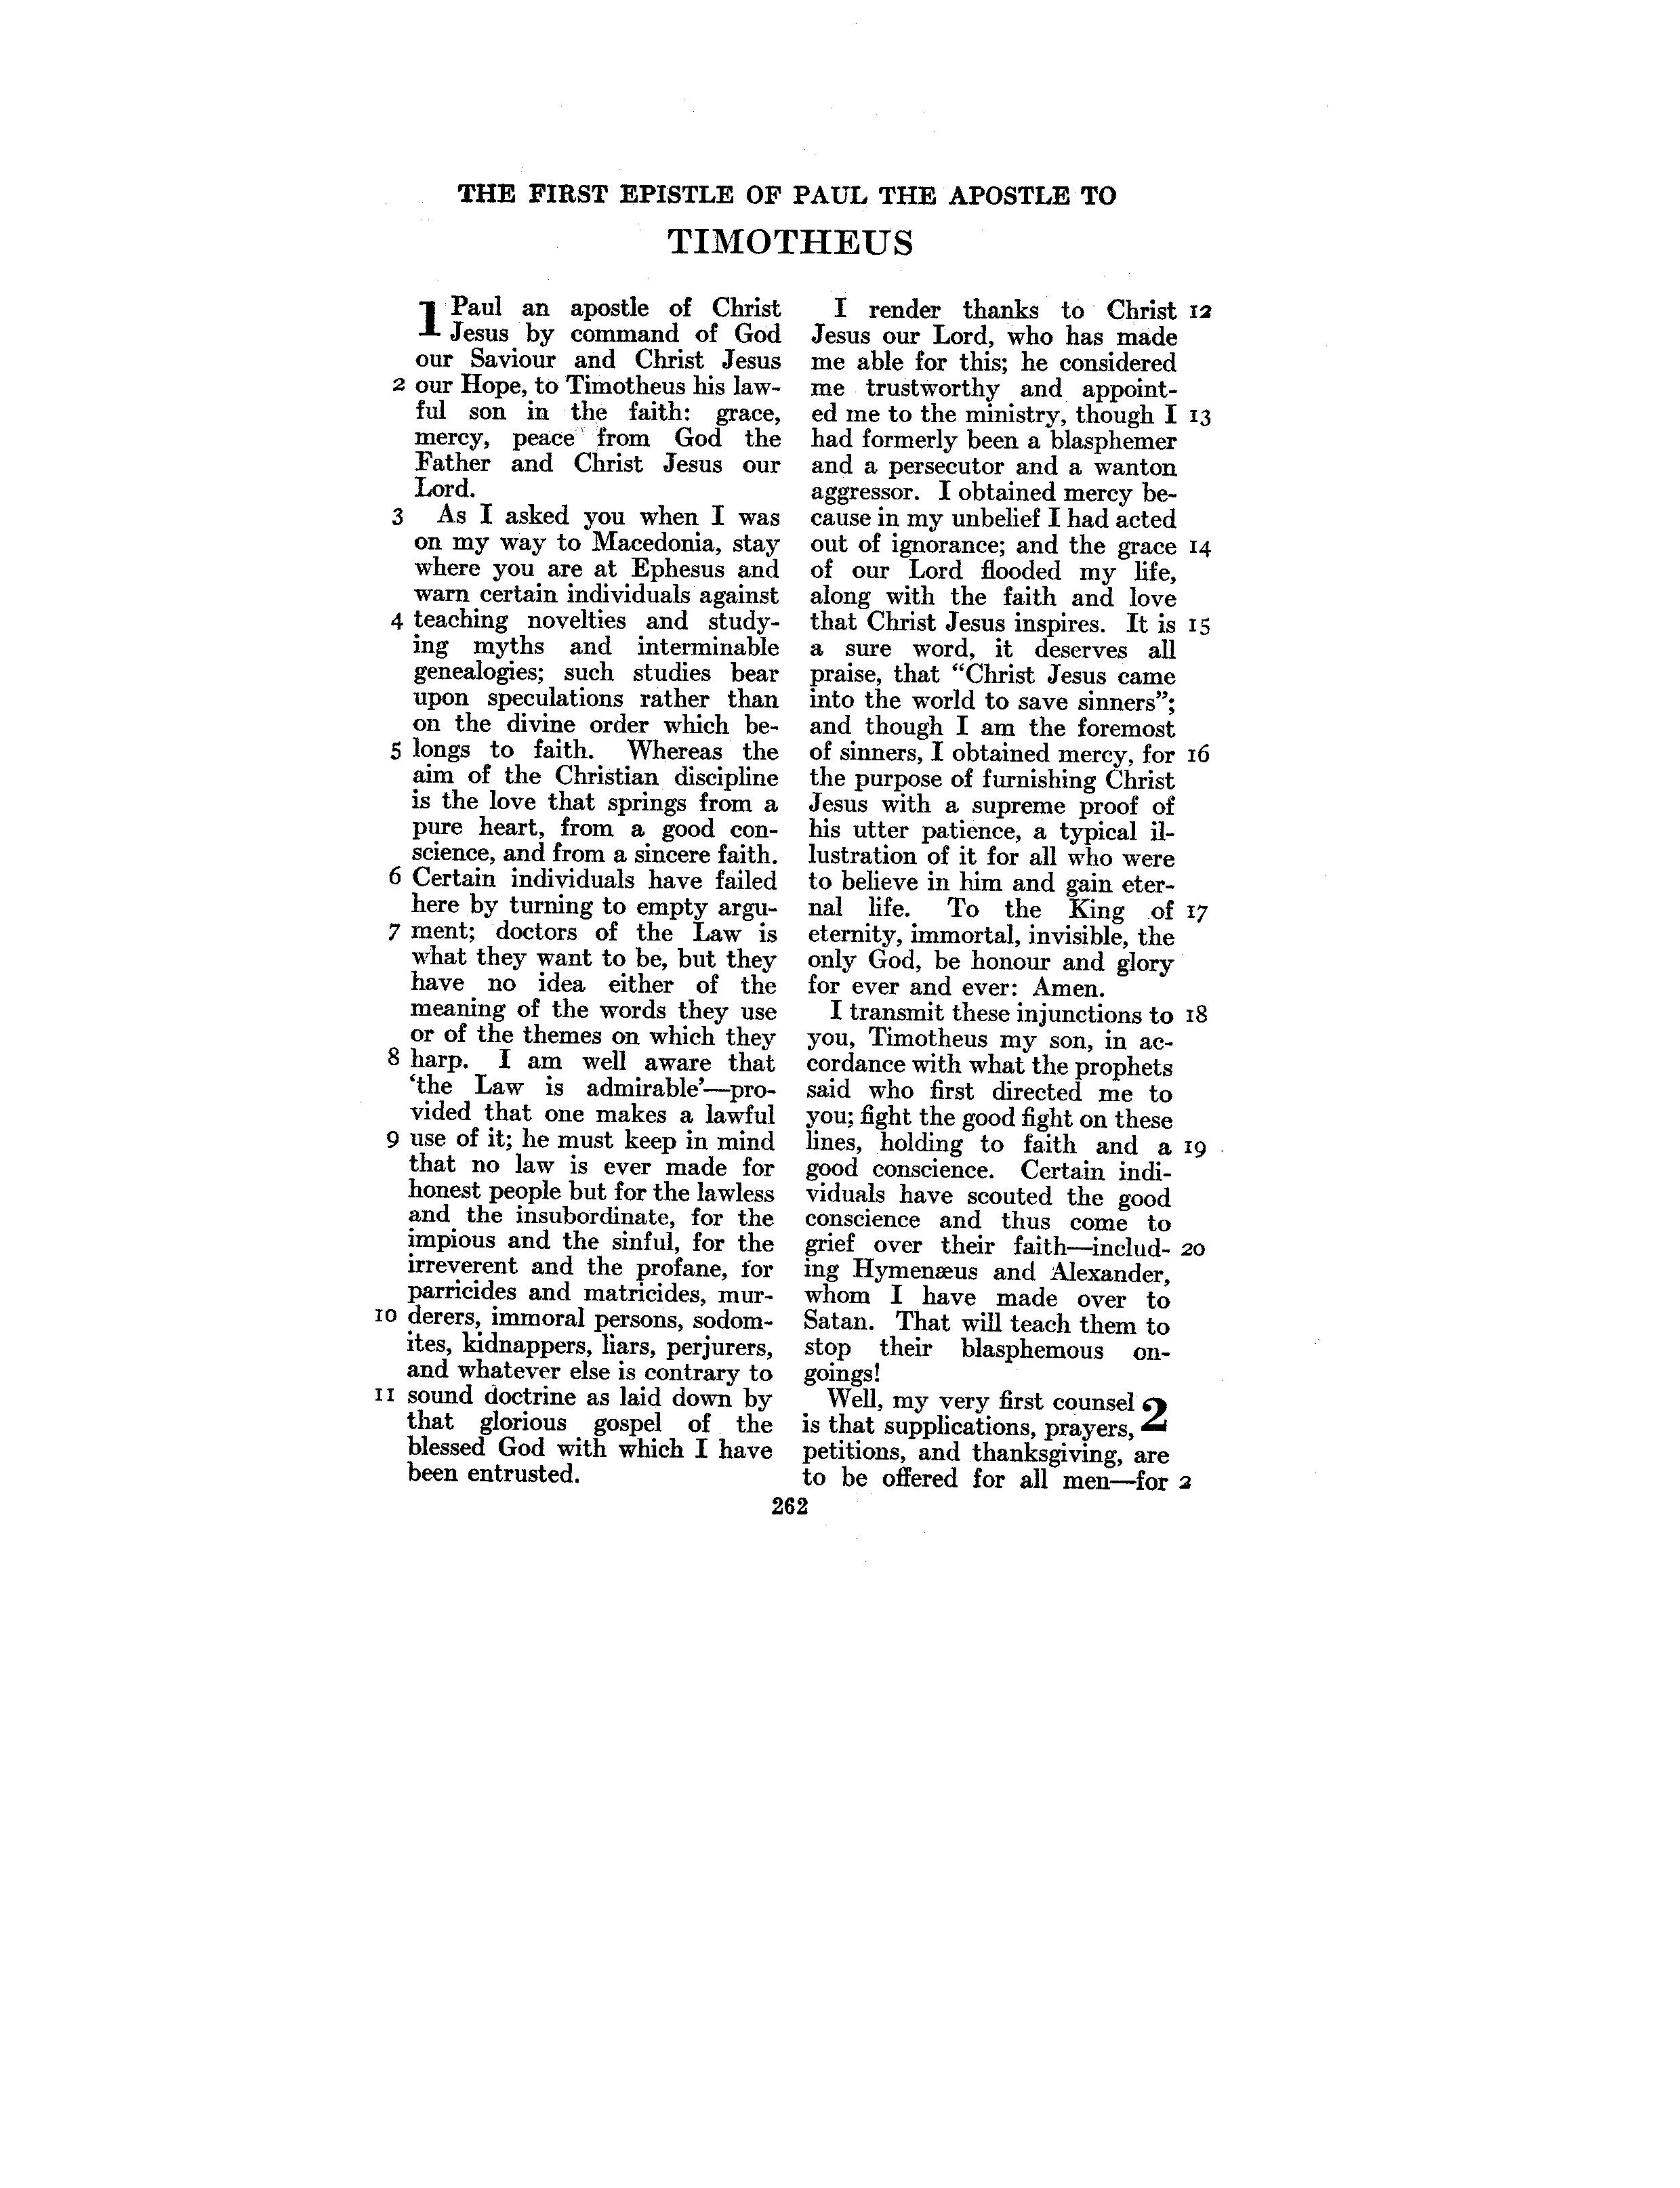 THE FIRST EPISTLE OF PAUL THE APOSTLE TO
TIMOTHEUS
1 Paul an apostle of Christ
Jesus by command of God
our Saviour and Christ Jesus
2 our Hope, to Timotheus his law-
ful son in the faith: grace,
mercy, peace from God the
Father and Christ Jesus our
Lord.
3 As I asked you when I was
on my way to Macedonia, stay
where you are at Ephesus and
warn certain individuals against
4 teaching novelties and study-
ing myths and interminable
genealogies; such studies bear
upon speculations rather than
on the divine order which be-
5 longs to faith. Whereas the
aim of the Christian discipline
is the love that springs from a
pure heart, from a good con-
science, and from a sincere faith.
6 Certain individuals have failed
here by turning to empty argu-
7 ment; doctors of the Law is
what they want to be, but they
have no idea either of the
meaning of the words they use
or of the themes on which they
8 harp. I am well aware that
‘the Law is admirable’—pro-
vided that one makes a lawful
9 use of it; he must keep in mind
that no law is ever made for
honest people but for the lawless
and the insubordinate, for the
impious and the sinful, for the
irreverent and the profane, for
parricides and matricides, mur-
10 derers, immoral persons, sodom-
ites, kidnappers, liars, perjurers,
and whatever else is contrary to
11 sound doctrine as laid down by
that glorious gospel of the
blessed God with which I have
been entrusted.
I render thanks to Christ 12
Jesus our Lord, who has made
me able for this; he considered
me trustworthy and appoint-
ed me to the ministry, though I 13
had formerly been a blasphemer
and a persecutor and a wanton
aggressor. I obtained mercy be-
cause in my unbelief I had acted
out of ignorance; and the grace 14
of our Lord flooded my life,
along with the faith and love
that Christ Jesus inspires. It is 15
a sure word, it deserves all
praise, that “Christ Jesus came
into the world to save sinners”;
and though I am the foremost
of sinners, I obtained mercy, for 16
the purpose of furnishing Christ
Jesus with a supreme proof of
his utter patience, a typical il-
lustration of it for all who were
to believe in him and gain eter-
nal life. To the King of 17
eternity, immortal, invisible, the
only God, be honour and glory
for ever and ever: Amen.
I transmit these injunctions to 18
you, Timotheus my son, in ac-
cordance with what the prophets
said who first directed me to
you; fight the good fight on these
lines, holding to faith and a 19
good conscience. Certain indi-
viduals have scouted the good
conscience and thus come to
grief over their faith—includ- 20
ing Hymenæus and Alexander,
whom I have made over to
Satan. That will teach them to
stop their blasphemous on-
goings!
Well, my very first counsel 2
is that supplications, prayers,
petitions, and thanksgiving, are
to be offered for all men—for 2
262